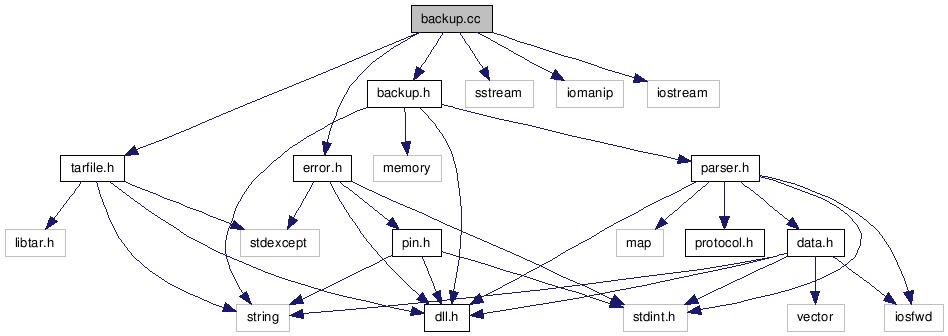 backup.cc
backup.h
sstream
iomanip
iostream
tarfile.h
error.h
memory
parser.h
libtar.h
stdexcept
pin.h
map
protocol.h
data.h
string
dll.h
stdint.h
vector
iosfwd